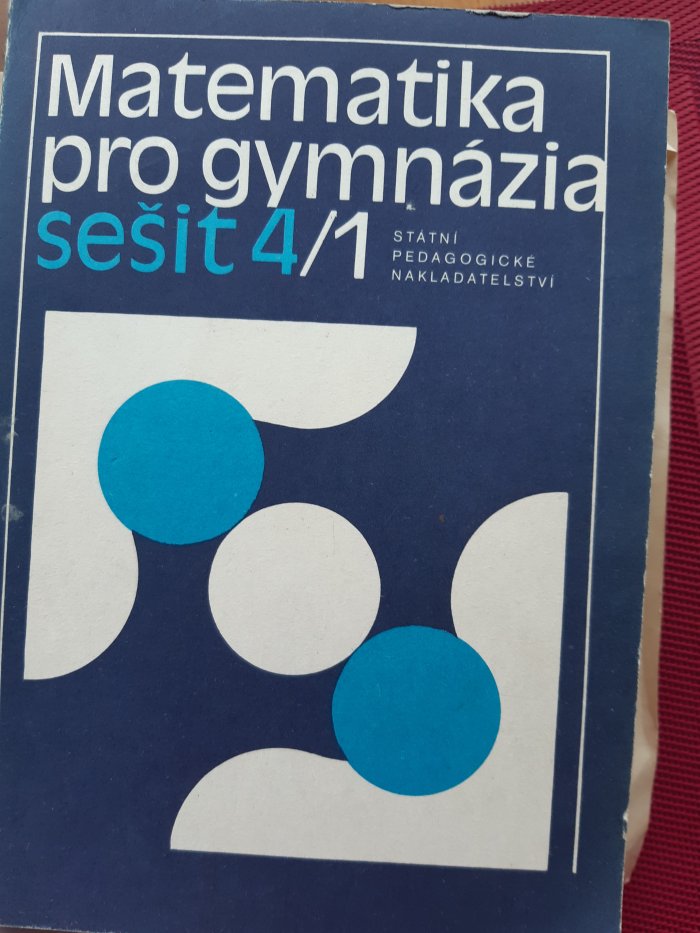 Matematika
pro gymnázia
sešit 4/1
STÁTNÍ
PEDAGOGICKÉ
NAKLADATELSTVÍ